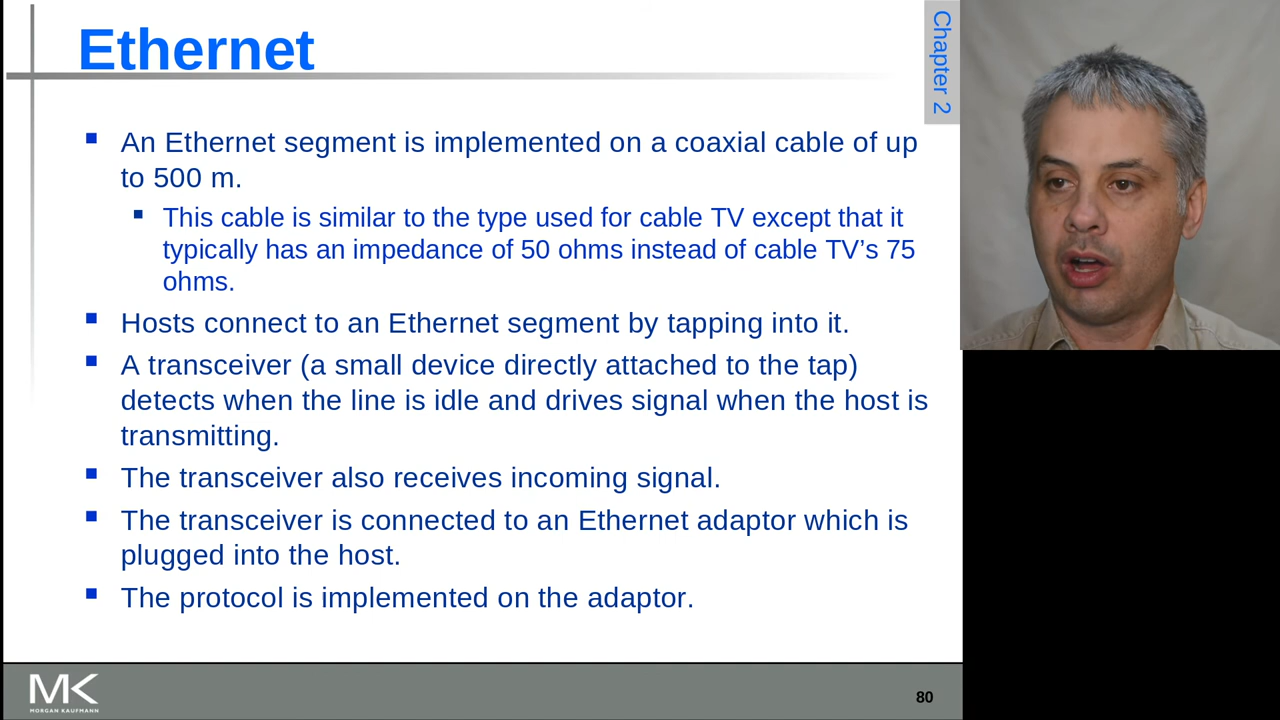 Ethernet
Chapter 2
An Ethernet segment is implemented on a coaxial cable of up
to 500 m.
This cable is similar to the type used for cable TV except that it
typically has an impedance of 50 ohms instead of cable TV’s 75
ohms.
Hosts connect to an Ethernet segment by tapping into it.
A transceiver (a small device directly attached to the tap)
detects when the line is idle and drives signal when the host is
transmitting.
The transceiver also receives incoming signal.
The transceiver is connected to an Ethernet adaptor which is
plugged into the host.
The protocol is implemented on the adaptor.
MK
MORGAN KAUFMANN
80